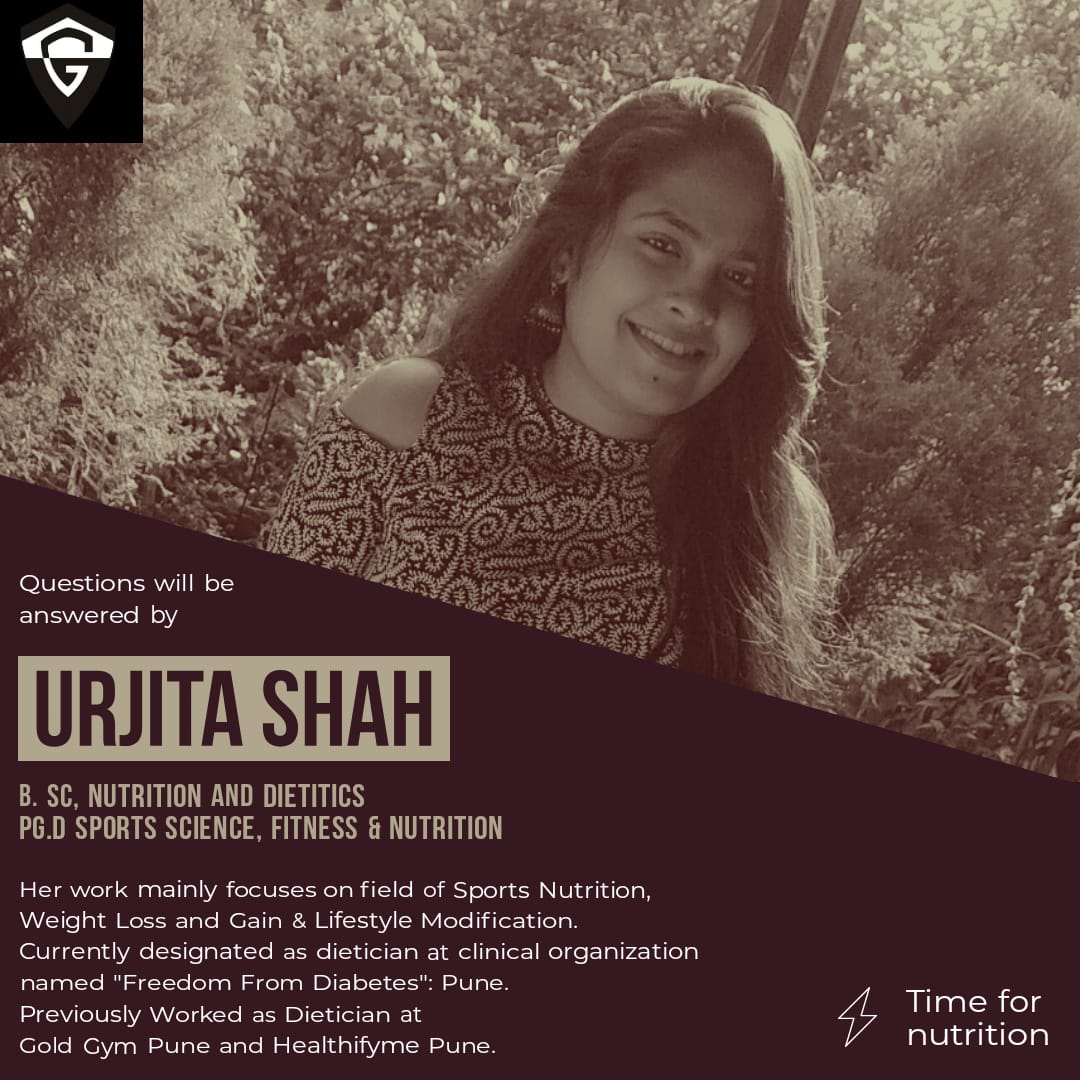 G
Questions will be
answered by
URJITA SHAH
B. SC, NUTRITION AND DIETITICS
PG.D SPORTS SCIENCE, FITNESS & NUTRITION
Her work mainly focuses on field of Sports Nutrition,
Weight Loss and Gain & Lifestyle Modification.
Currently designated as dietician at clinical organization
named "Freedom From Diabetes": Pune.
Previously Worked as Dietician at
Gold Gym Pune and Healthifyme Pune.
Time for
nutrition